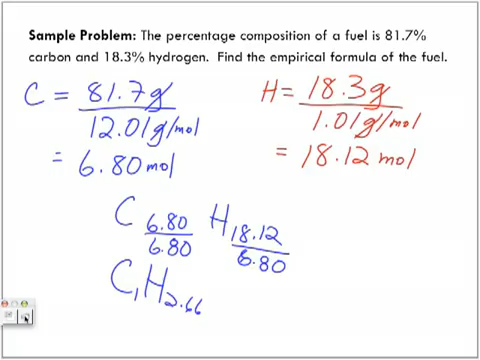 Sample Problem: The percentage composition of a fuel is 81.7%
carbon and 18.3% hydrogen. Find the empirical formula of the fuel.
C = 81.7g / 12.01g/mol
= 6.80 mol
H = 18.3g / 1.01g/mol
= 18.12 mol
C 6.80/6.80 H 18.12/6.80
C1H2.66